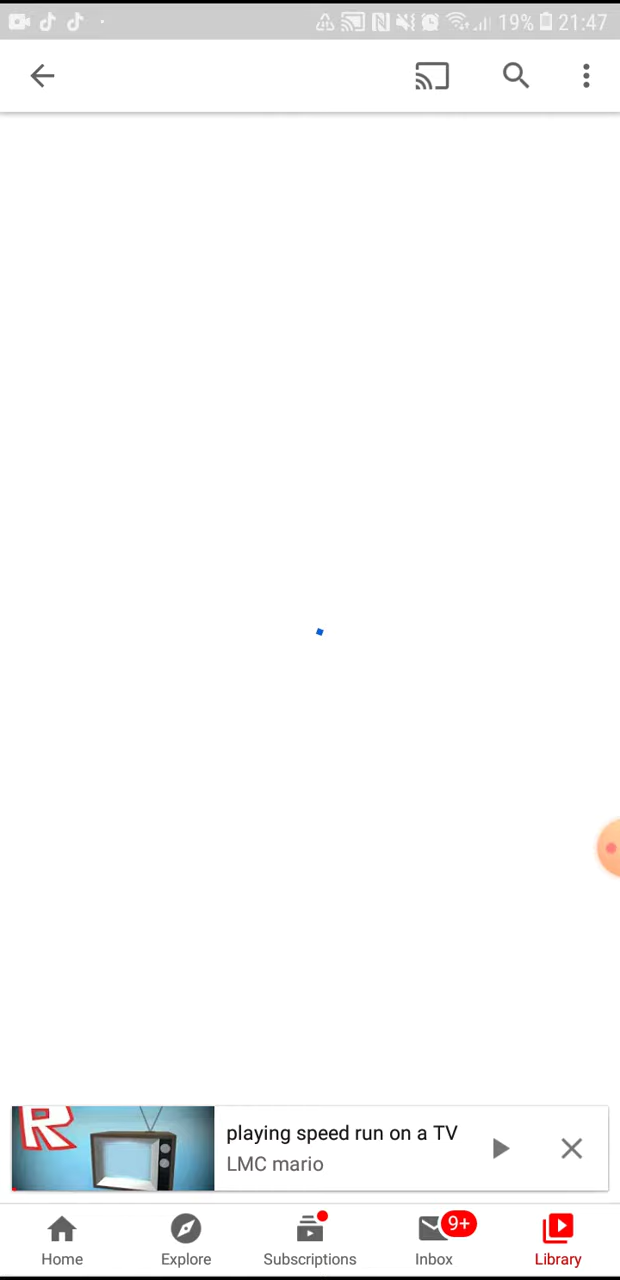 19% 21:47
R
playing speed run on a TV
LMC mario
9+
Home Explore Subscriptions Inbox Library